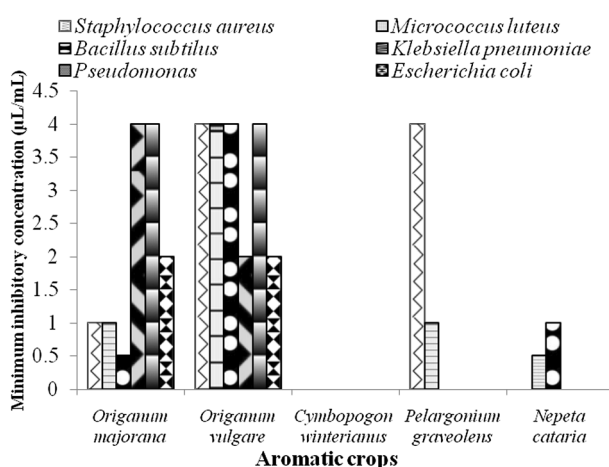 Staphylococcus aureus Micrococcus luteus
Bacillus subtilus Klebsiella pneumoniae
Pseudomonas Escherichia coli
Minimum inhibitory concentration (µL/mL)
4.5
4
3.5
3
2.5
2
1.5
1
0.5
0
Origanum majorana
Origanum vulgare
Cymbopogon winterianus
Pelargonium graveolens
Nepeta cataria
Aromatic crops